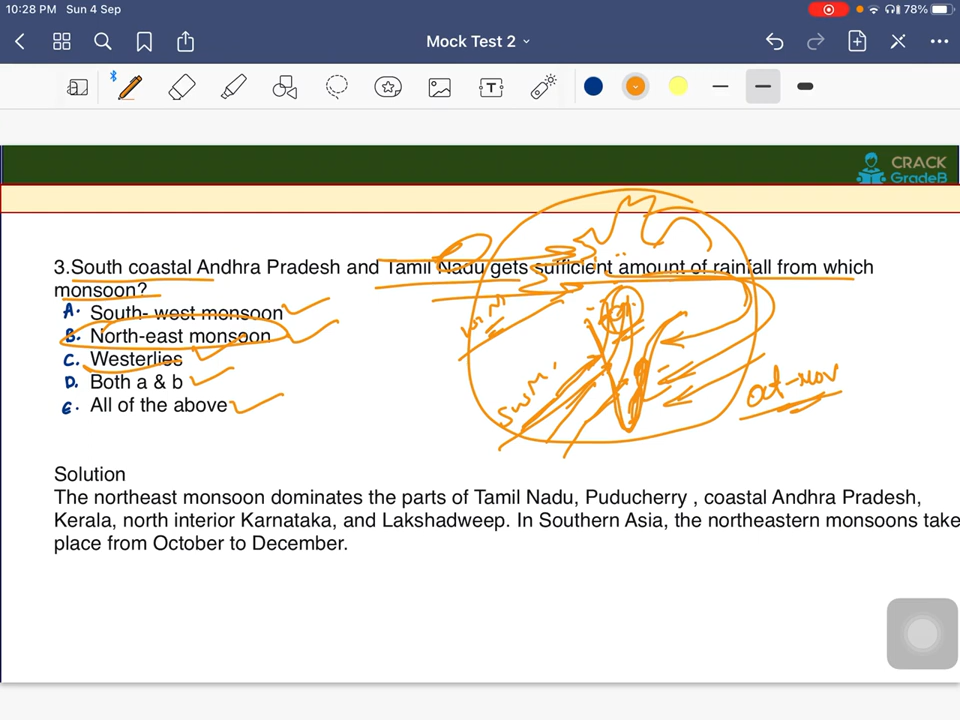 10:28 PM Sun 4 Sep
78%
Mock Test 2
T
CRACK
GradeB
3.South coastal Andhra Pradesh and Tamil Nadu gets sufficient amount of rainfall from which
monsoon?
A. South- west monsoon
B. North-east monsoon
C. Westerlies
D. Both a & b
E. All of the above
SWM
oct-nov
Solution
The northeast monsoon dominates the parts of Tamil Nadu, Puducherry , coastal Andhra Pradesh,
Kerala, north interior Karnataka, and Lakshadweep. In Southern Asia, the northeastern monsoons take
place from October to December.